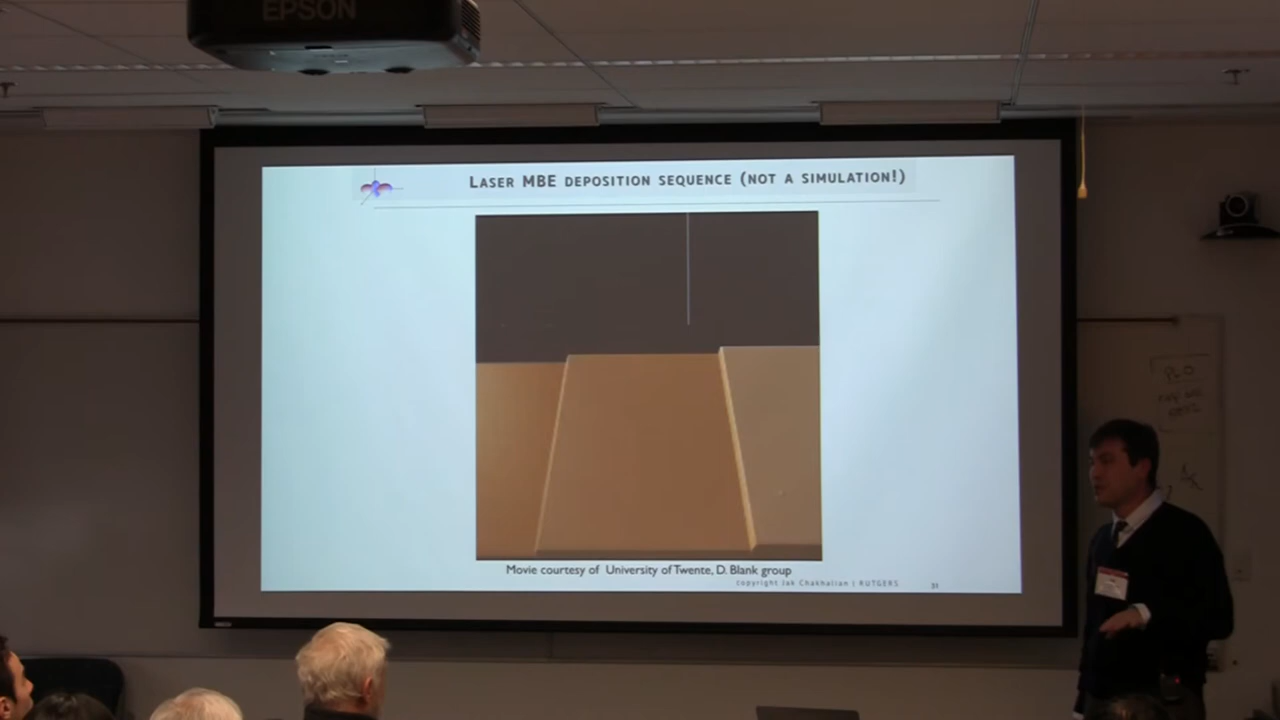 EPSON
LASER MBE DEPOSITION SEQUENCE (NOT A SIMULATION!)
Movie courtesy of University of Twente, D. Blank group
copyright Jak Chakhalian | RUTGERS
31